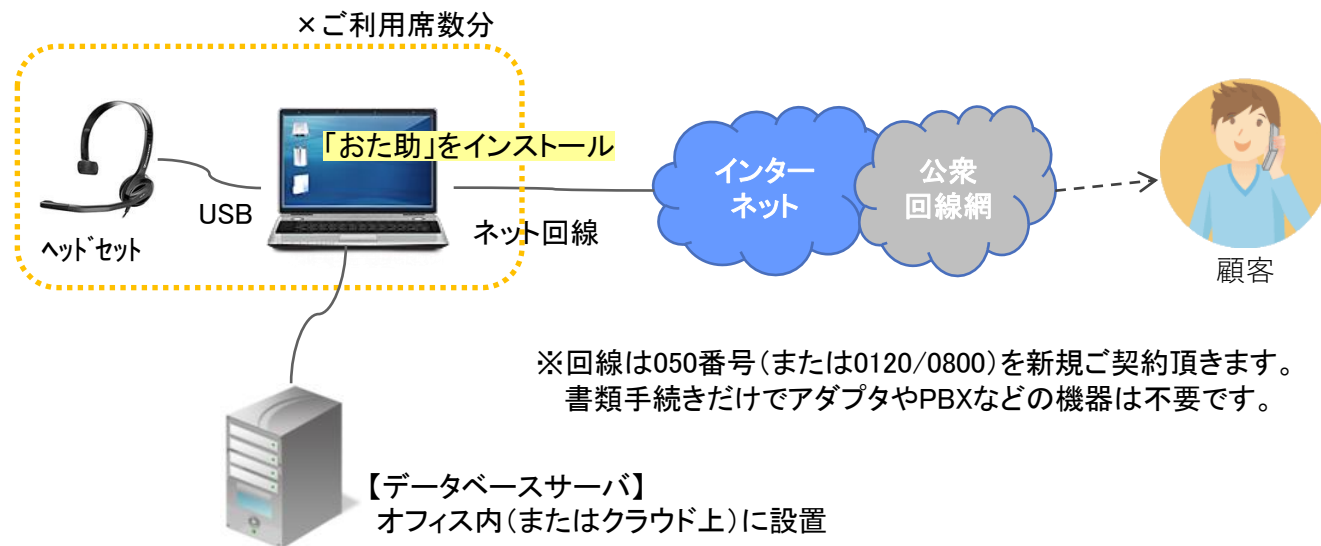 ×ご利用席数分
「おた助」をインストール
インター
ネット
公衆
回線網
USB
ネット回線
ヘッドセット
顧客
※回線は050番号(または0120/0800)を新規ご契約頂きます。
書類手続きだけでアダプタやPBXなどの機器は不要です。
【データベースサーバ】
オフィス内(またはクラウド上)に設置